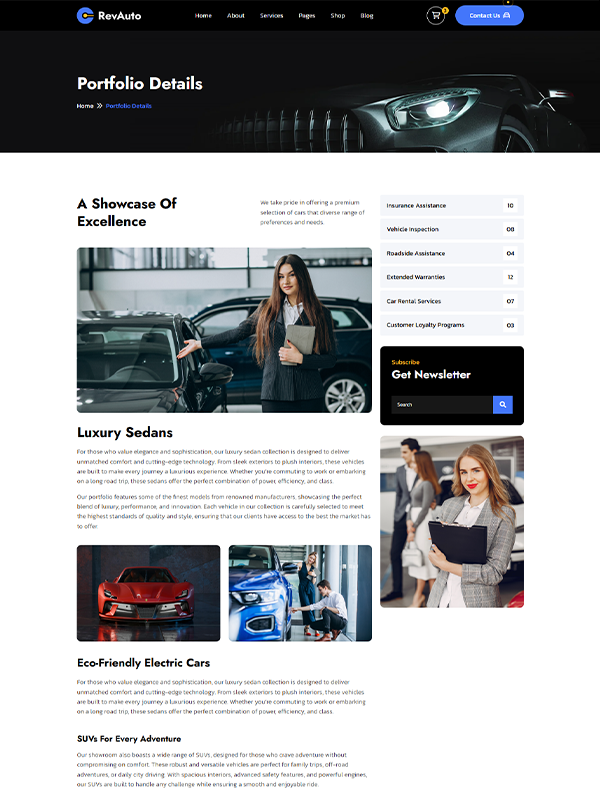 RevAuto
Home About Services Pages Shop Blog
Contact Us
Portfolio Details
Home Portfolio Details
A Showcase Of
Excellence
We take pride in offering a premium
selection of cars that diverse range of
preferences and needs.
Luxury Sedans
For those who value elegance and sophistication, our luxury sedan collection is designed to deliver
unmatched comfort and cutting-edge technology. From sleek exteriors to plush interiors, these vehicles
are built to make every journey a luxurious experience. Whether you're commuting to work or embarking
on a long road trip, these sedans offer the perfect combination of power, efficiency, and class.
Our portfolio features some of the finest models from renowned manufacturers, showcasing the perfect
blend of luxury, performance, and innovation. Each vehicle in our collection is carefully selected to meet
the highest standards of quality and style, ensuring that our clients have access to the best the market has
to offer
Eco-Friendly Electric Cars
For those who value elegance and sophistication, our luxury sedan collection is designed to deliver
unmatched comfort and cutting-edge technology. From sleek exteriors to plush interiors, these vehicles
are built to make every journey a luxurious experience. Whether you're commuting to work or embarking
on a long road trip, these sedans offer the perfect combination of power, efficiency, and class.
SUVs For Every Adventure
Our showroom also boasts a wide range of SUVs, designed for those who crave adventure without
compromising on comfort. These robust and versatile vehicles are perfect for family trips, off-road
adventures, or daily city driving. With spacious interiors, advanced safety features, and powerful engines,
our SUVs are built to handle any challenge while ensuring a smooth and enjoyable ride.
Insurance Assistance 10
Vehicle Inspection 08
Roadside Assistance 04
Extended Warranties 12
Car Rental Services 07
Customer Loyalty Programs 03
Subscribe
Get Newsletter
Search